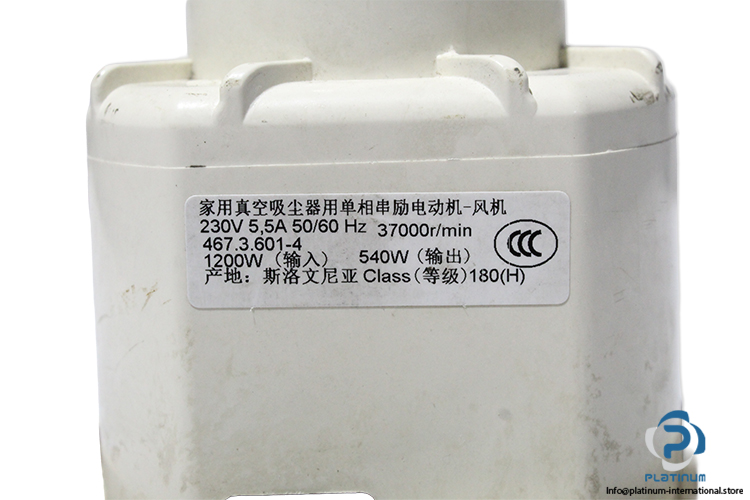 家用真空吸尘器用单相串励电动机-风机
230V 5,5A 50/60 Hz 37000r/min
467.3.601-4
1200W（输入） 540W（输出）
产地：斯洛文尼亚 Class（等级）180(H)
CCC
PLATINUM
Info@platinum-international.store